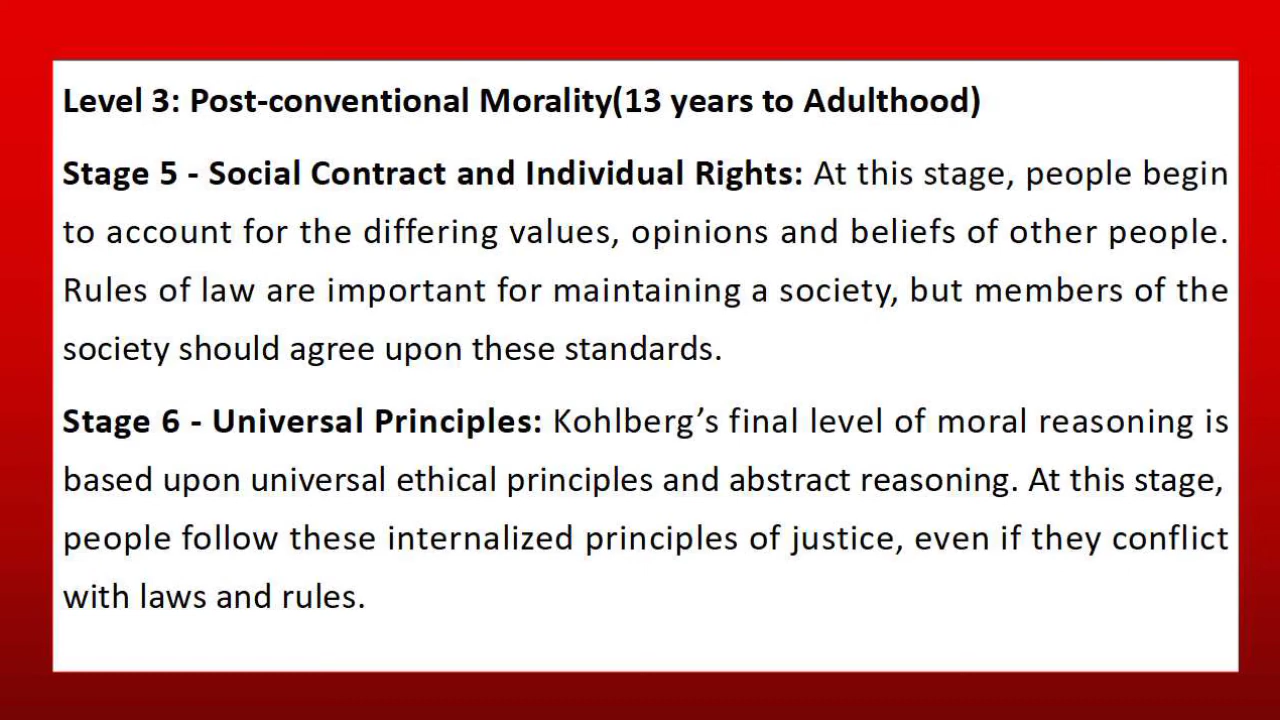 Level 3: Post-conventional Morality(13 years to Adulthood)
Stage 5 - Social Contract and Individual Rights: At this stage, people begin
to account for the differing values, opinions and beliefs of other people.
Rules of law are important for maintaining a society, but members of the
society should agree upon these standards.
Stage 6 - Universal Principles: Kohlberg’s final level of moral reasoning is
based upon universal ethical principles and abstract reasoning. At this stage,
people follow these internalized principles of justice, even if they conflict
with laws and rules.